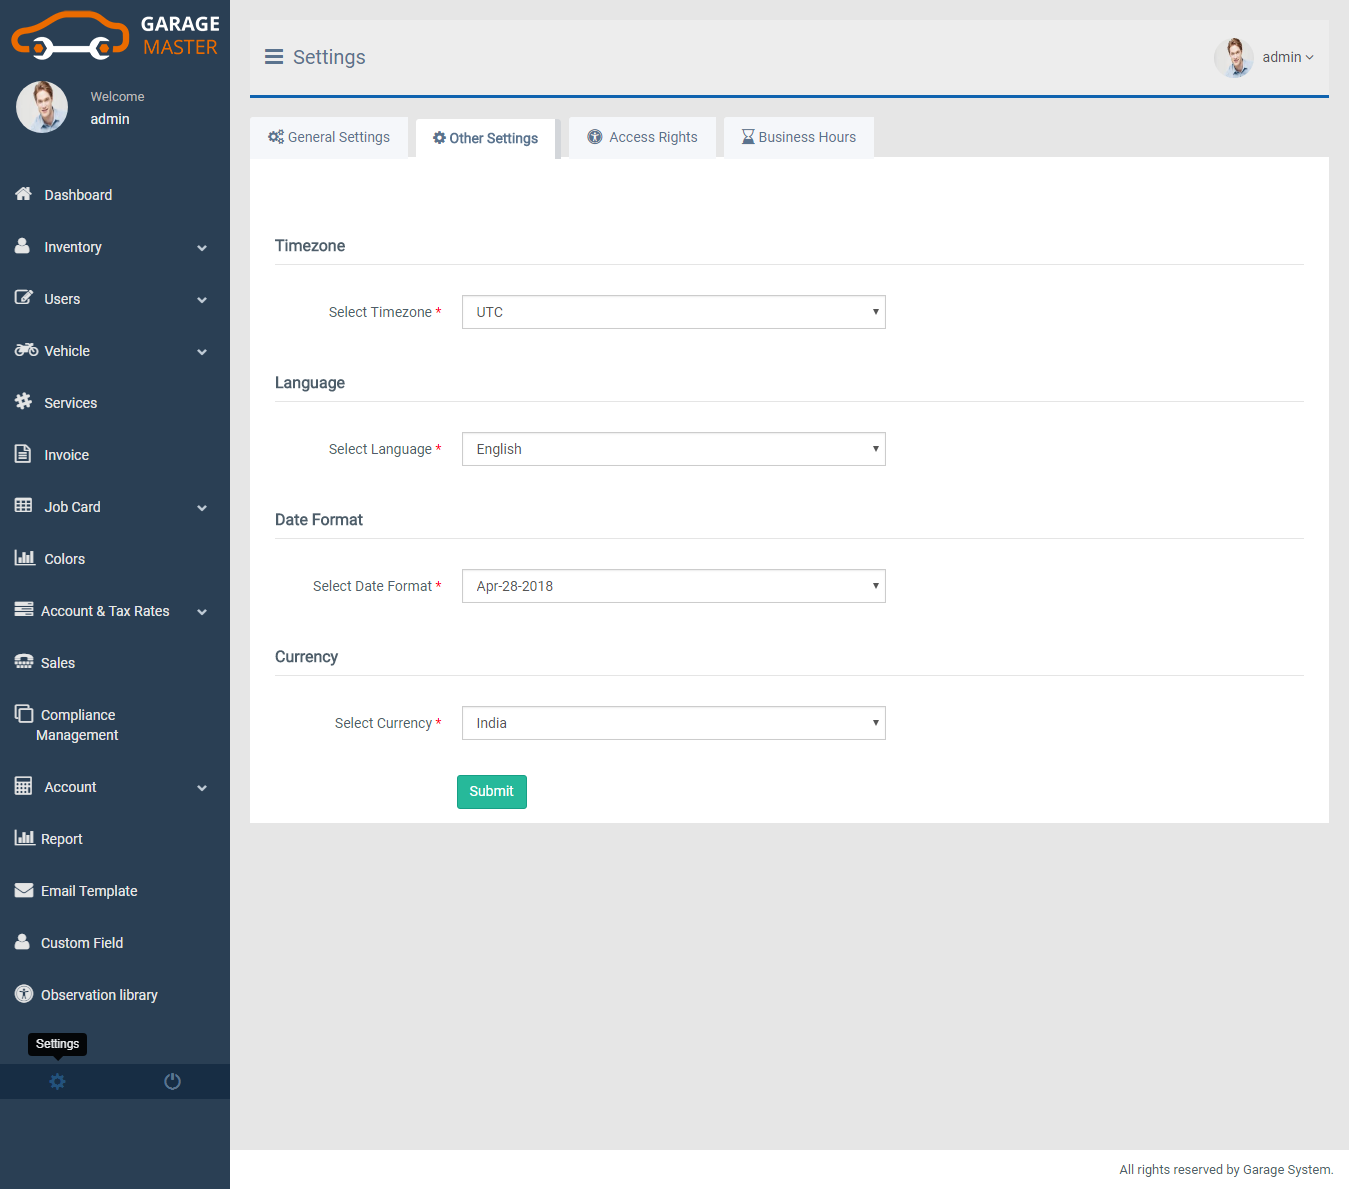 GARAGE
MASTER
Welcome
admin
Dashboard
Inventory
Users
Vehicle
Services
Invoice
Job Card
Colors
Account & Tax Rates
Sales
Compliance
Management
Account
Report
Email Template
Custom Field
Observation library
Settings
Settings
admin
General Settings
Other Settings
Access Rights
Business Hours
Timezone
Select Timezone *
UTC
Language
Select Language *
English
Date Format
Select Date Format *
Apr-28-2018
Currency
Select Currency *
India
Submit
All rights reserved by Garage System.